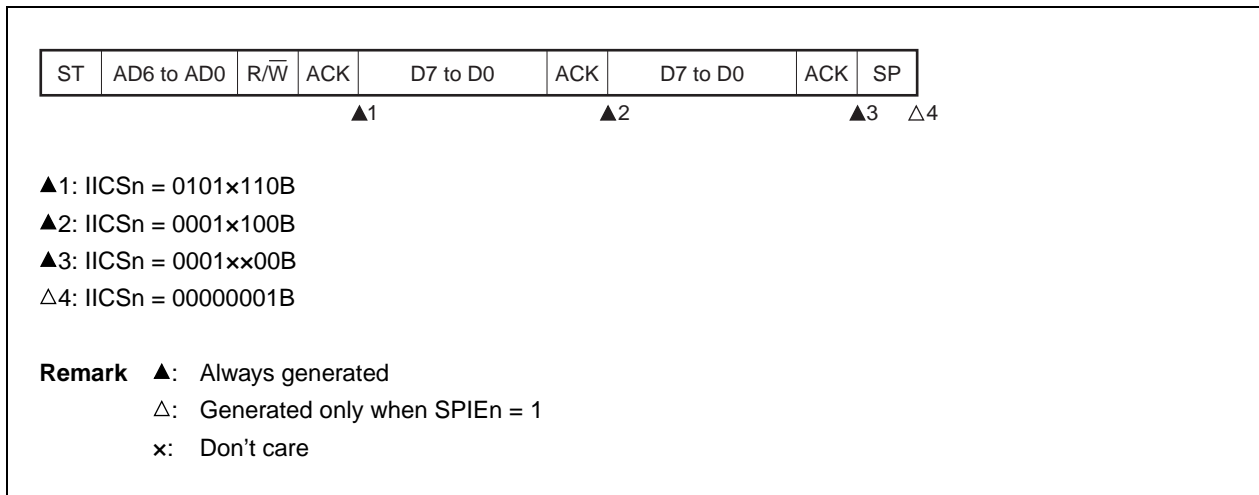 ST AD6 to AD0 R/W̅ ACK D7 to D0 ACK D7 to D0 ACK SP
▲1 ▲2 ▲3 △4
▲1: IICSn = 0101×110B
▲2: IICSn = 0001×100B
▲3: IICSn = 0001××00B
△4: IICSn = 00000001B
Remark ▲: Always generated
△: Generated only when SPIEn = 1
×: Don't care